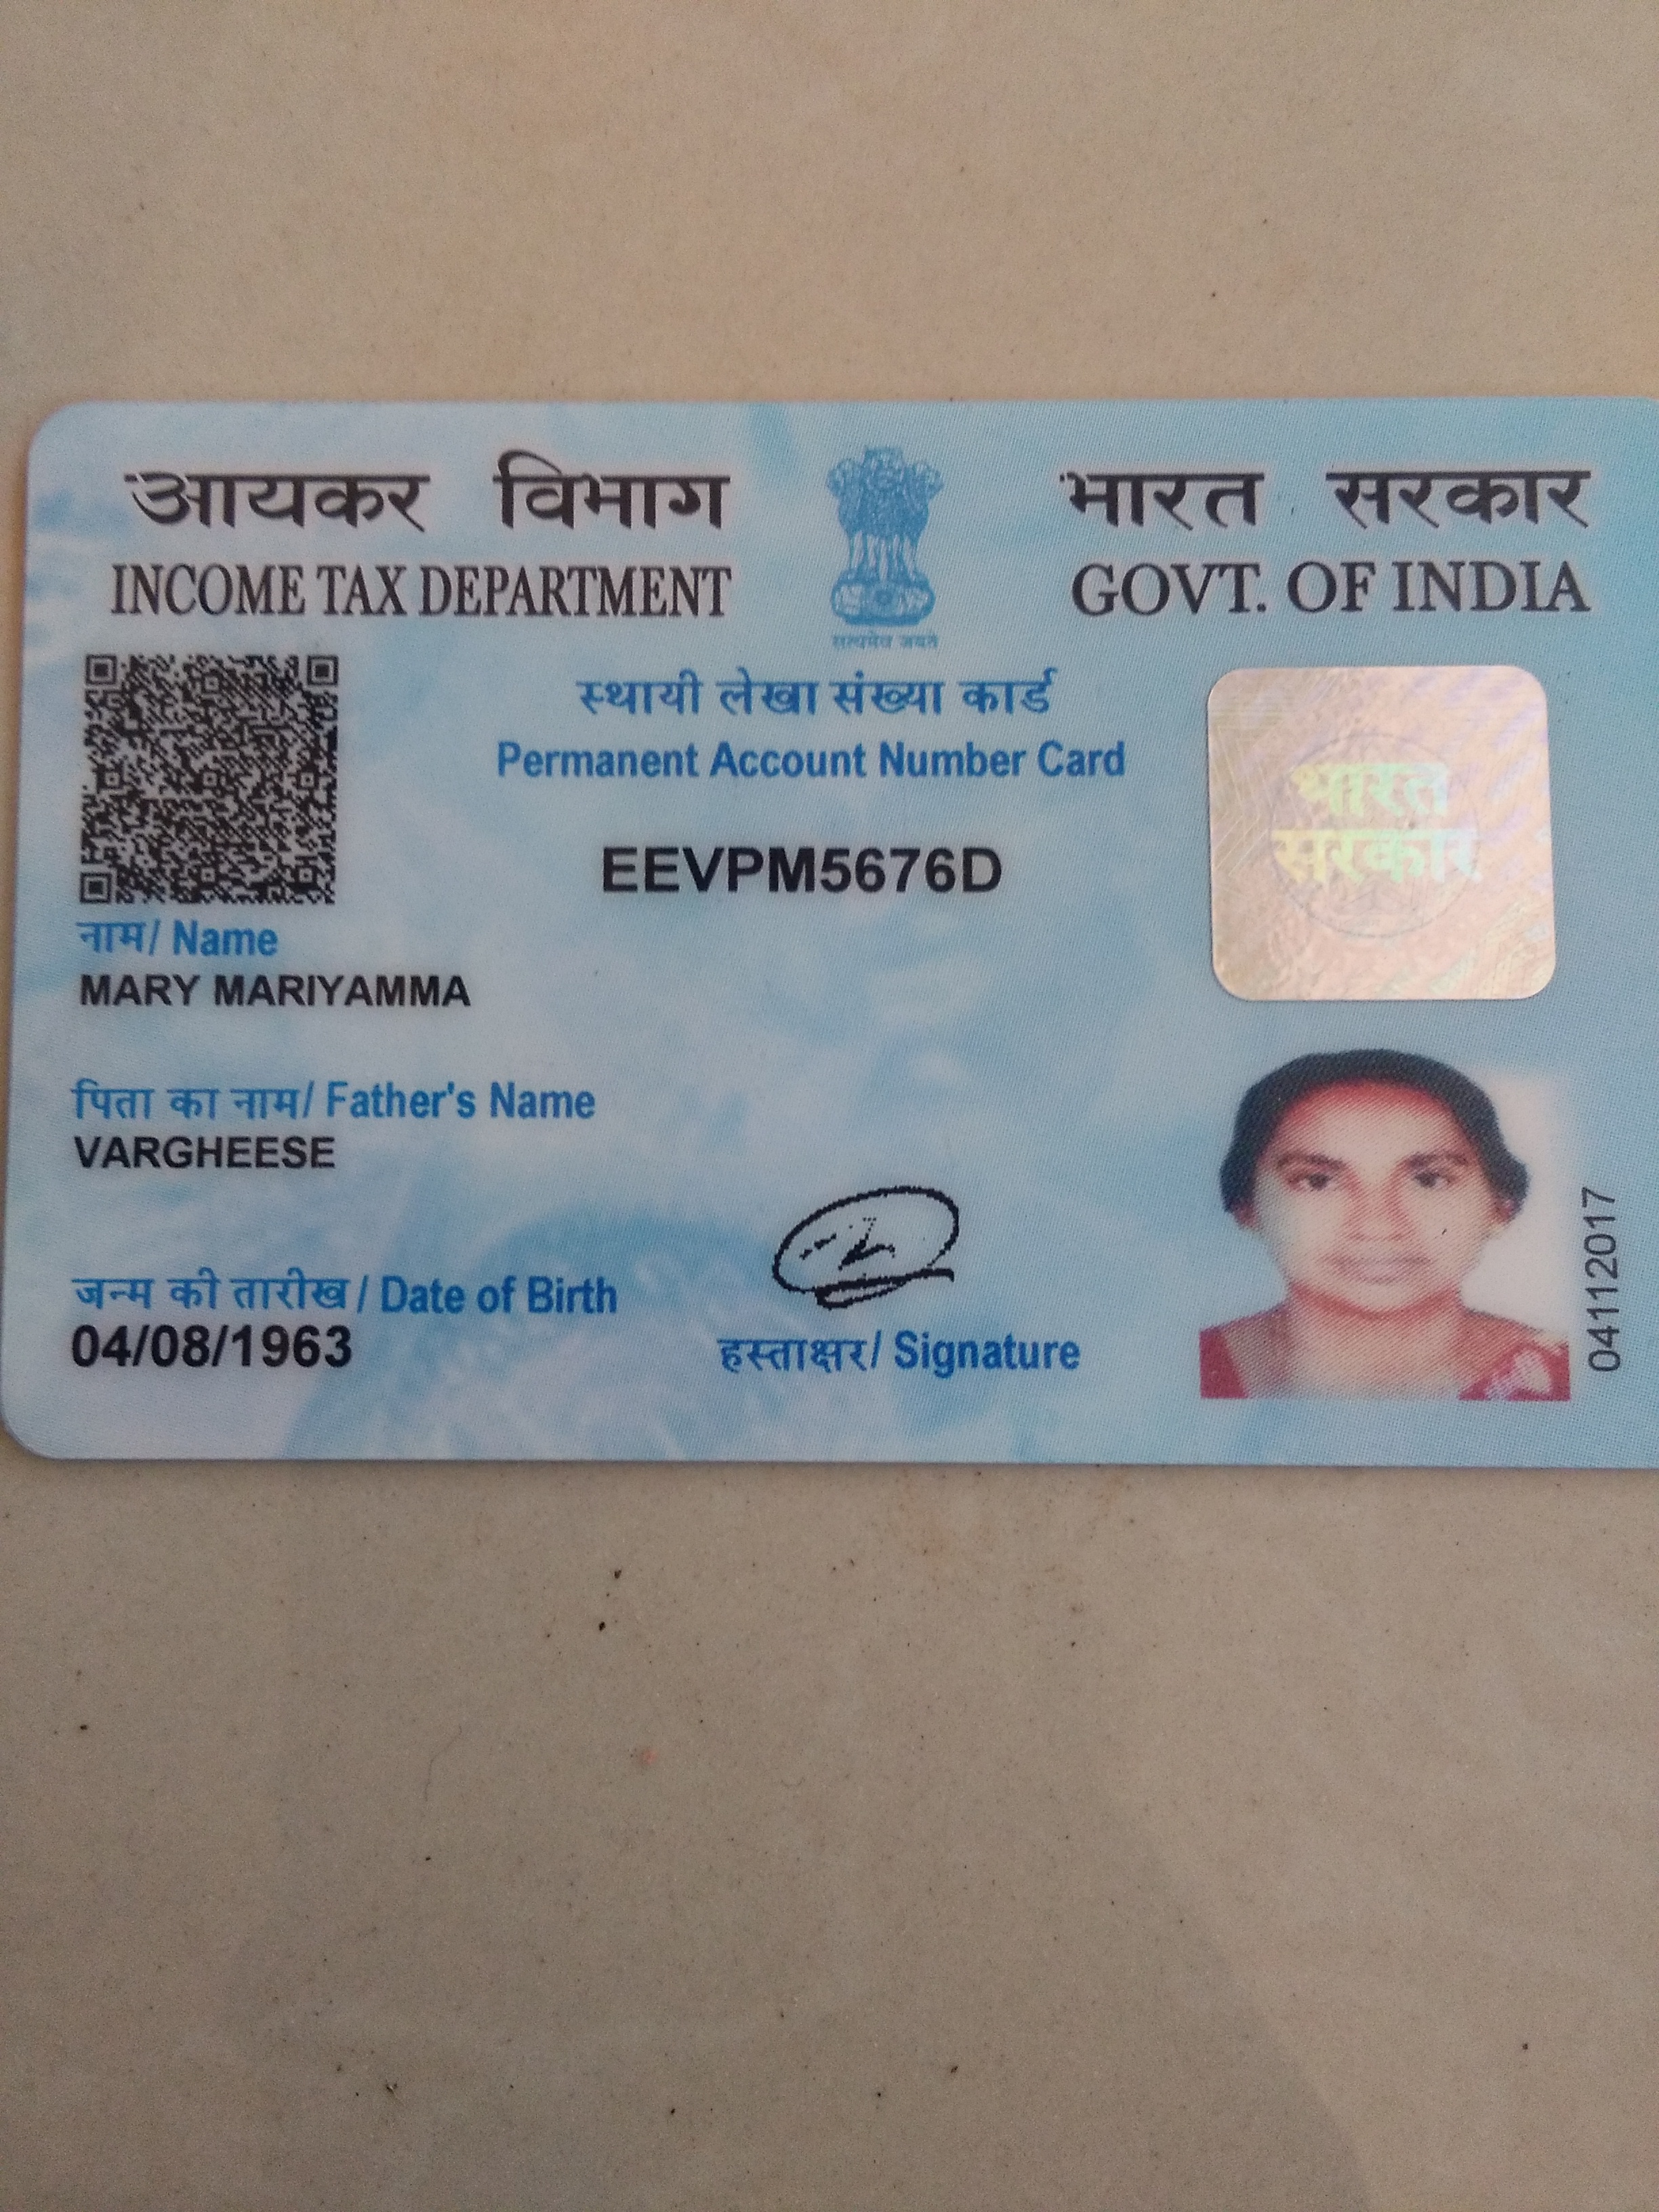 आयकर विभाग
INCOME TAX DEPARTMENT
सत्यमेव जयते
भारत सरकार
GOVT. OF INDIA
स्थायी लेखा संख्या कार्ड
Permanent Account Number Card
EEVPM5676D
भारत
सरकार
नाम/ Name
MARY MARIYAMMA
पिता का नाम/ Father's Name
VARGHEESE
जन्म की तारीख / Date of Birth
04/08/1963
हस्ताक्षर/ Signature
04112017